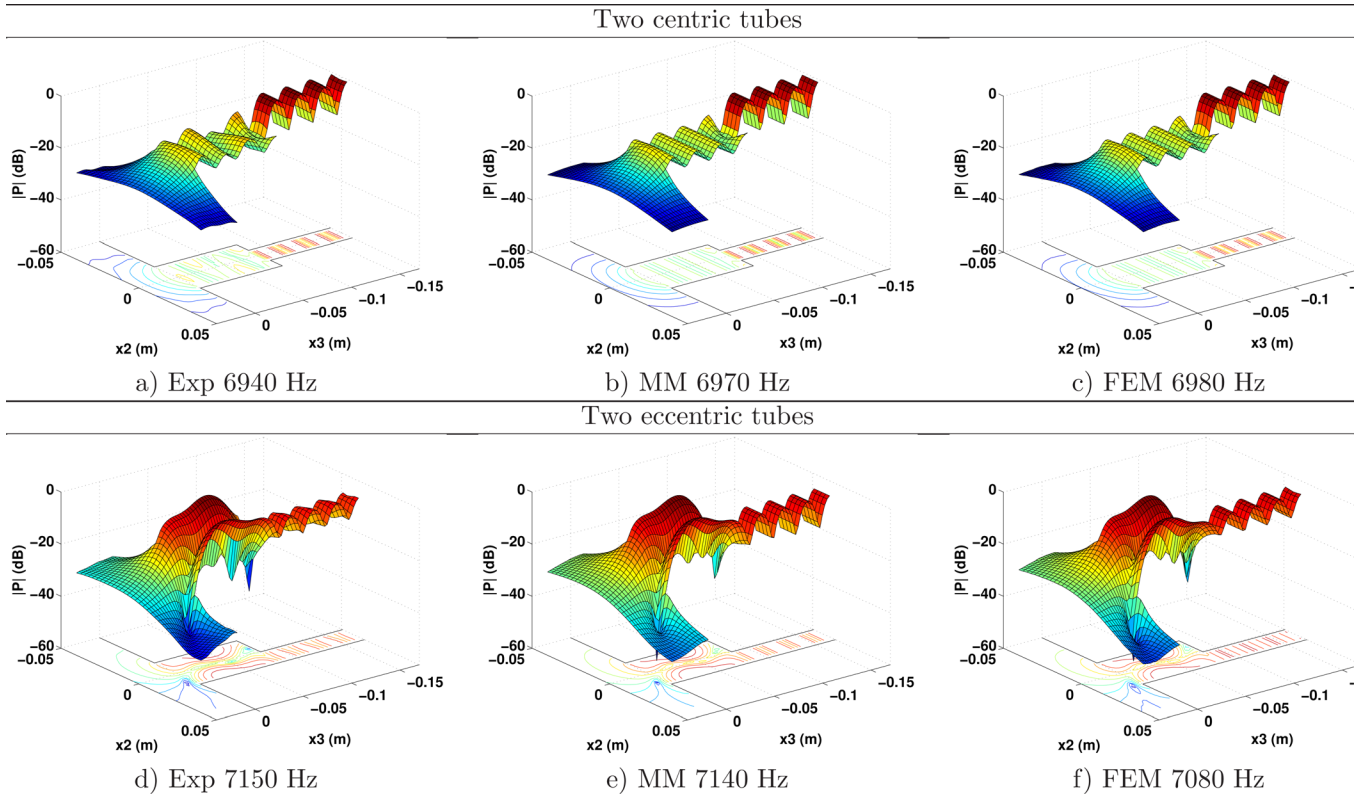 Two centric tubes
0
−20
−40
−60
|P| (dB)
−0.05
0
0.05
x2 (m)
0
−0.05
−0.1
−0.15
x3 (m)
a) Exp 6940 Hz
0
−20
−40
−60
|P| (dB)
−0.05
0
0.05
x2 (m)
0
−0.05
−0.1
−0.15
x3 (m)
b) MM 6970 Hz
0
−20
−40
−60
|P| (dB)
−0.05
0
0.05
x2 (m)
0
−0.05
−0.1
x3 (m)
c) FEM 6980 Hz
Two eccentric tubes
0
−20
−40
−60
|P| (dB)
−0.05
0
0.05
x2 (m)
0
−0.05
−0.1
−0.15
x3 (m)
d) Exp 7150 Hz
0
−20
−40
−60
|P| (dB)
−0.05
0
0.05
x2 (m)
0
−0.05
−0.1
−0.15
x3 (m)
e) MM 7140 Hz
0
−20
−40
−60
|P| (dB)
−0.05
0
0.05
x2 (m)
0
−0.05
−0.1
x3 (m)
f) FEM 7080 Hz